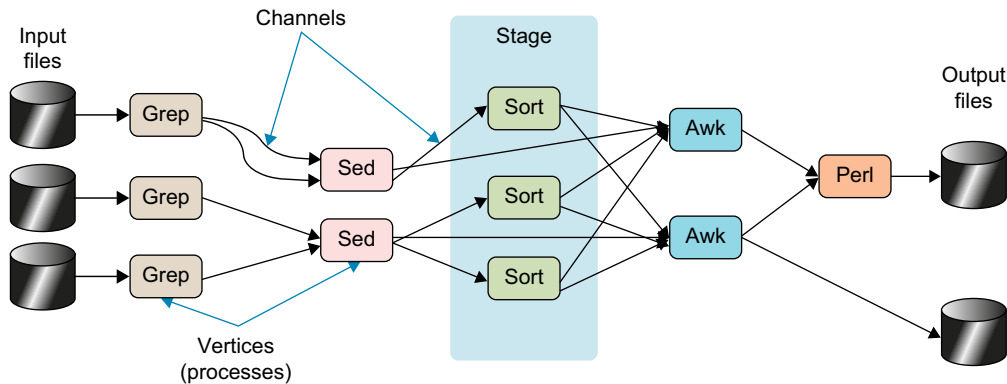 Channels
Input
files
Stage
Output
files
Grep
Sort
Awk
Sed
Grep
Sort
Perl
Sed
Awk
Grep
Sort
Vertices
(processes)